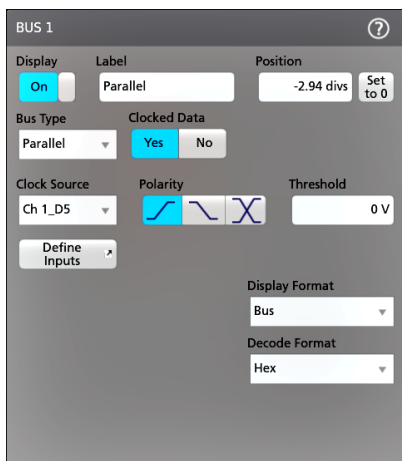 BUS 1
?
Display Label Position
On Parallel -2.94 divs Set
to 0
Bus Type Clocked Data
Parallel Yes No
Clock Source Polarity Threshold
Ch 1_D5 0 V
Define
Inputs
Display Format
Bus
Decode Format
Hex